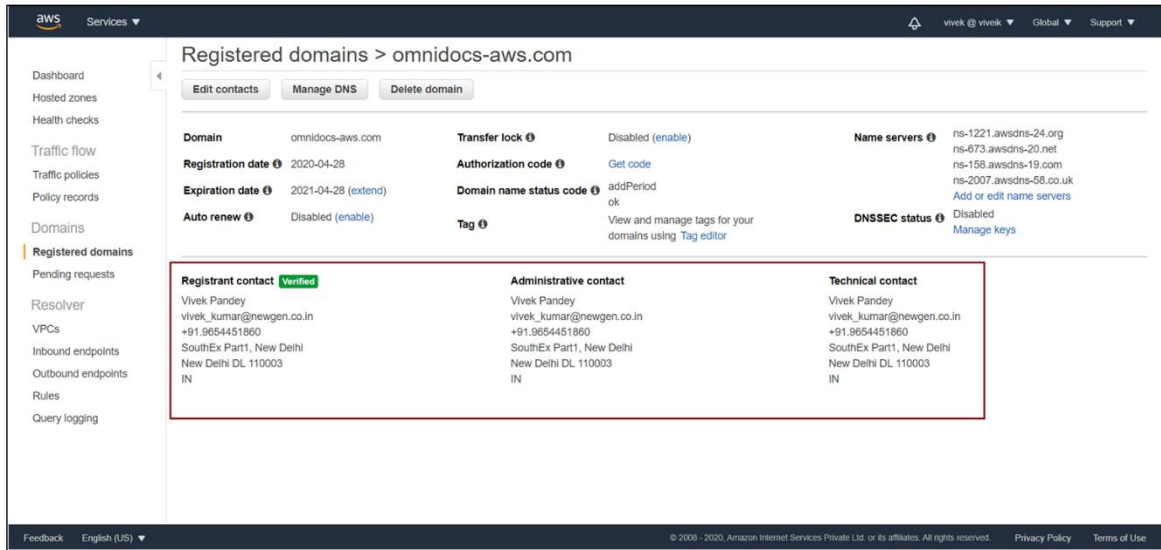 aws Services ▼ vivek @ viveik ▼ Global ▼ Support ▼
Registered domains > omnidocs-aws.com
Dashboard
Hosted zones
Health checks
Traffic flow
Traffic policies
Policy records
Domains
Registered domains
Pending requests
Resolver
VPCs
Inbound endpoints
Outbound endpoints
Rules
Query logging
Edit contacts Manage DNS Delete domain
Domain omnidocs-aws.com
Registration date 2020-04-28
Expiration date 2021-04-28 (extend)
Auto renew Disabled (enable)
Transfer lock Disabled (enable)
Authorization code Get code
Domain name status code addPeriod
ok
Tag View and manage tags for your
domains using Tag editor
Name servers ns-1221.awsdns-24.org
ns-673.awsdns-20.net
ns-158.awsdns-19.com
ns-2007.awsdns-58.co.uk
Add or edit name servers
DNSSEC status Disabled
Manage keys
Registrant contact Verified
Vivek Pandey
vivek_kumar@newgen.co.in
+91.9654451860
SouthEx Part1, New Delhi
New Delhi DL 110003
IN
Administrative contact
Vivek Pandey
vivek_kumar@newgen.co.in
+91.9654451860
SouthEx Part1, New Delhi
New Delhi DL 110003
IN
Technical contact
Vivek Pandey
vivek_kumar@newgen.co.in
+91.9654451860
SouthEx Part1, New Delhi
New Delhi DL 110003
IN
Feedback English (US) ▼ © 2008 - 2020, Amazon Internet Services Private Ltd. or its affiliates. All rights reserved. Privacy Policy Terms of Use